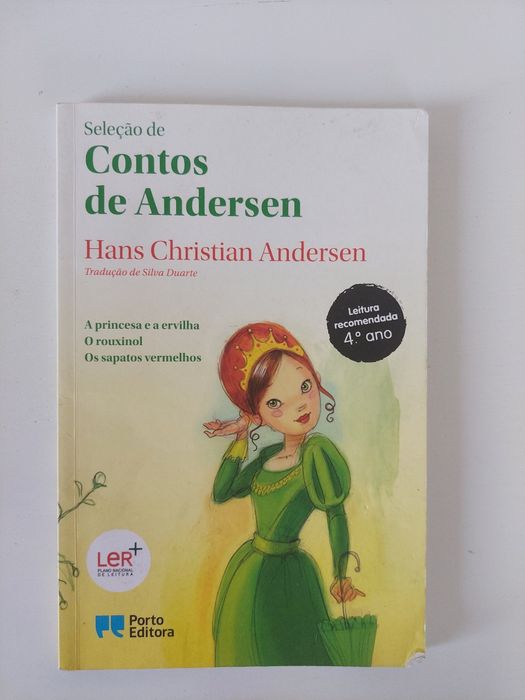 Seleção de
Contos
de Andersen
Hans Christian Andersen
Tradução de Silva Duarte
A princesa e a ervilha
O rouxinol
Os sapatos vermelhos
Leitura
recomendada
4.º ano
LeR+
PLANO NACIONAL
DE LEITURA
Porto
Editora